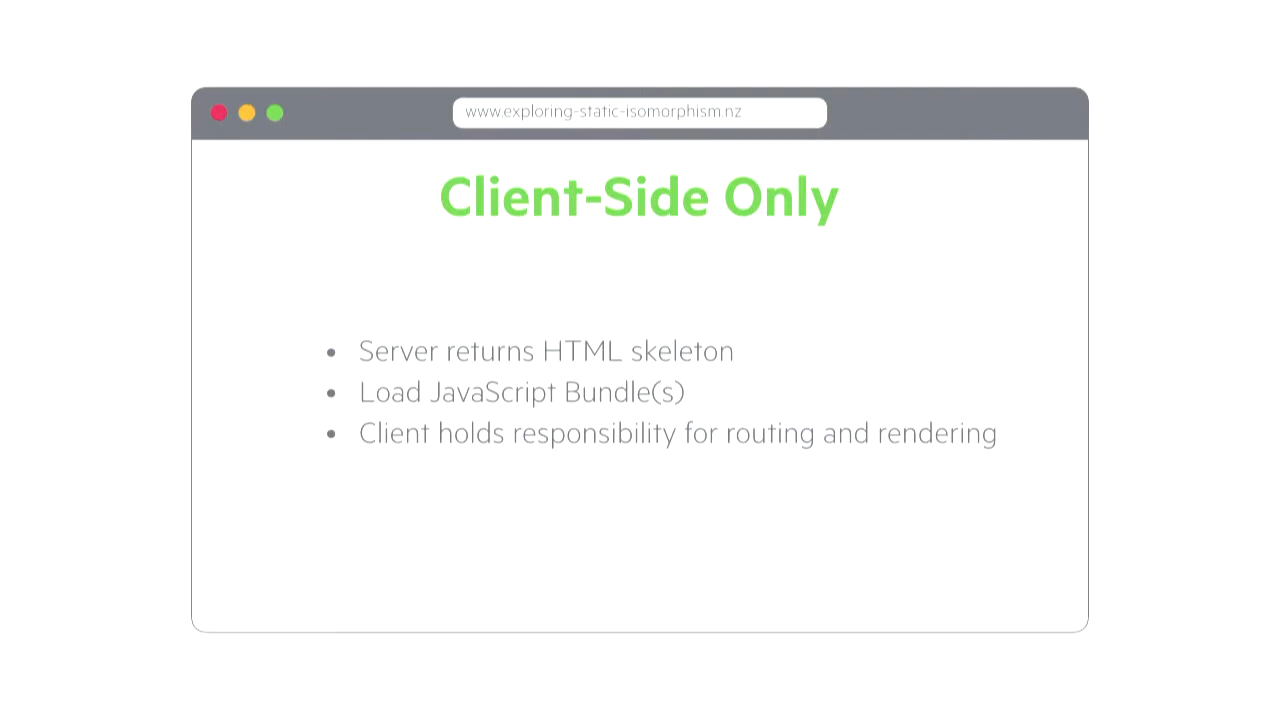 www.exploring-static-isomorphism.nz
Client-Side Only
• Server returns HTML skeleton
• Load JavaScript Bundle(s)
• Client holds responsibility for routing and rendering